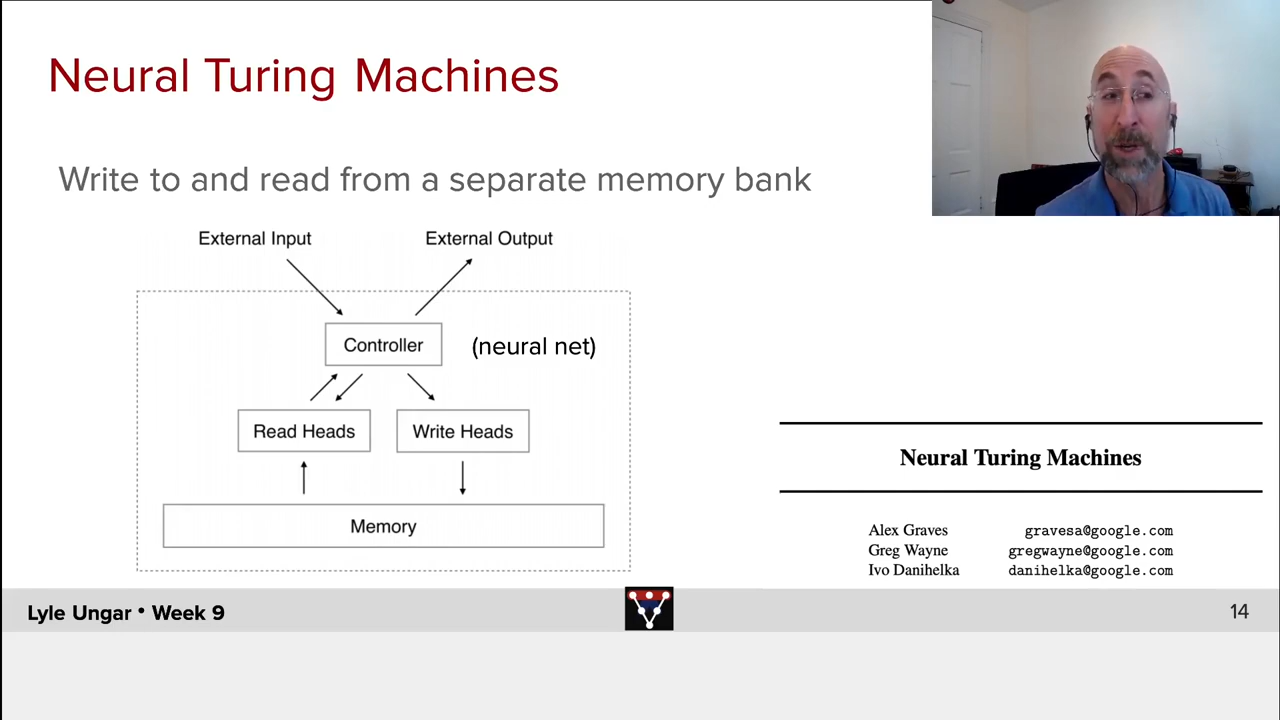 Neural Turing Machines
Write to and read from a separate memory bank
External Input
External Output
Controller
(neural net)
Read Heads
Write Heads
Memory
Neural Turing Machines
Alex Graves gravesa@google.com
Greg Wayne gregwayne@google.com
Ivo Danihelka danihelka@google.com
Lyle Ungar • Week 9
14